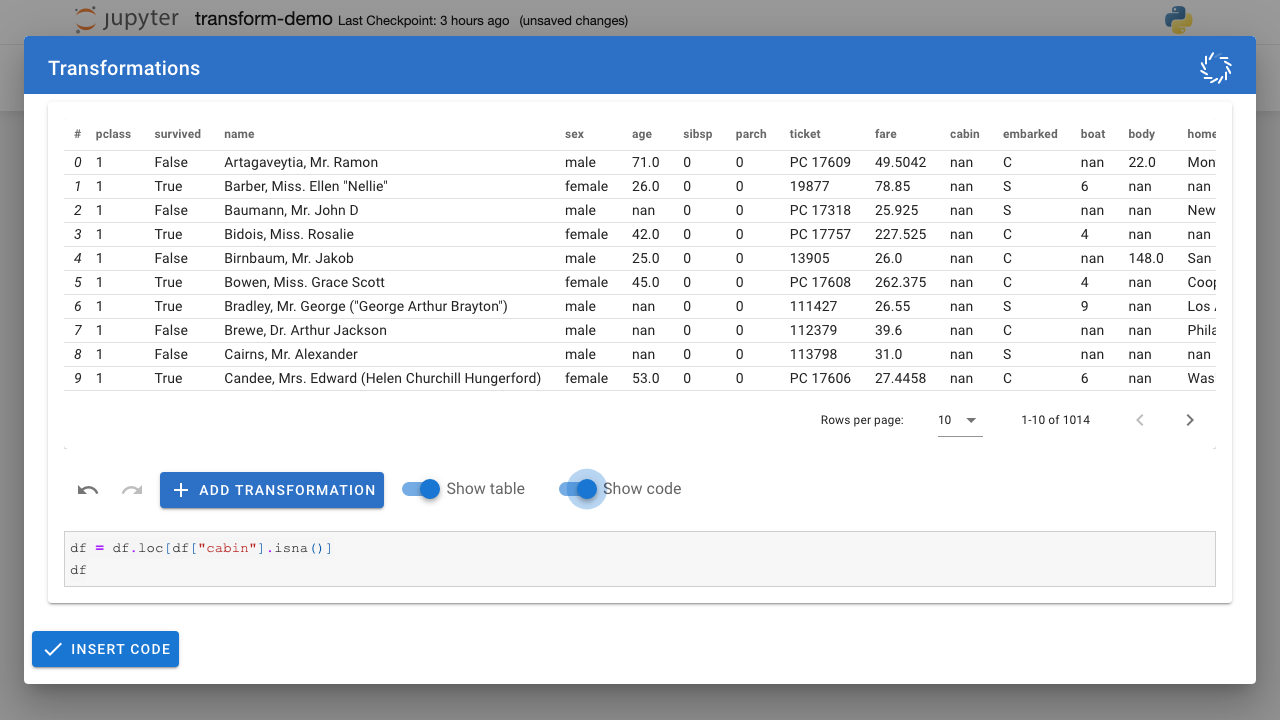 jupyter transform-demo Last Checkpoint: 3 hours ago (unsaved changes)
Transformations
# pclass survived name sex age sibsp parch ticket fare cabin embarked boat body home
0 1 False Artagaveytia, Mr. Ramon male 71.0 0 0 PC 17609 49.5042 nan C nan 22.0 Mon
1 1 True Barber, Miss. Ellen "Nellie" female 26.0 0 0 19877 78.85 nan S 6 nan nan
2 1 False Baumann, Mr. John D male nan 0 0 PC 17318 25.925 nan S nan nan New
3 1 True Bidois, Miss. Rosalie female 42.0 0 0 PC 17757 227.525 nan C 4 nan nan
4 1 False Birnbaum, Mr. Jakob male 25.0 0 0 13905 26.0 nan C nan 148.0 San
5 1 True Bowen, Miss. Grace Scott female 45.0 0 0 PC 17608 262.375 nan C 4 nan Coop
6 1 True Bradley, Mr. George ("George Arthur Brayton") male nan 0 0 111427 26.55 nan S 9 nan Los
7 1 False Brewe, Dr. Arthur Jackson male nan 0 0 112379 39.6 nan C nan nan Phila
8 1 False Cairns, Mr. Alexander male nan 0 0 113798 31.0 nan S nan nan nan
9 1 True Candee, Mrs. Edward (Helen Churchill Hungerford) female 53.0 0 0 PC 17606 27.4458 nan C 6 nan Was
Rows per page: 10 1-10 of 1014
ADD TRANSFORMATION Show table Show code
df = df.loc[df["cabin"].isna()]
df
INSERT CODE